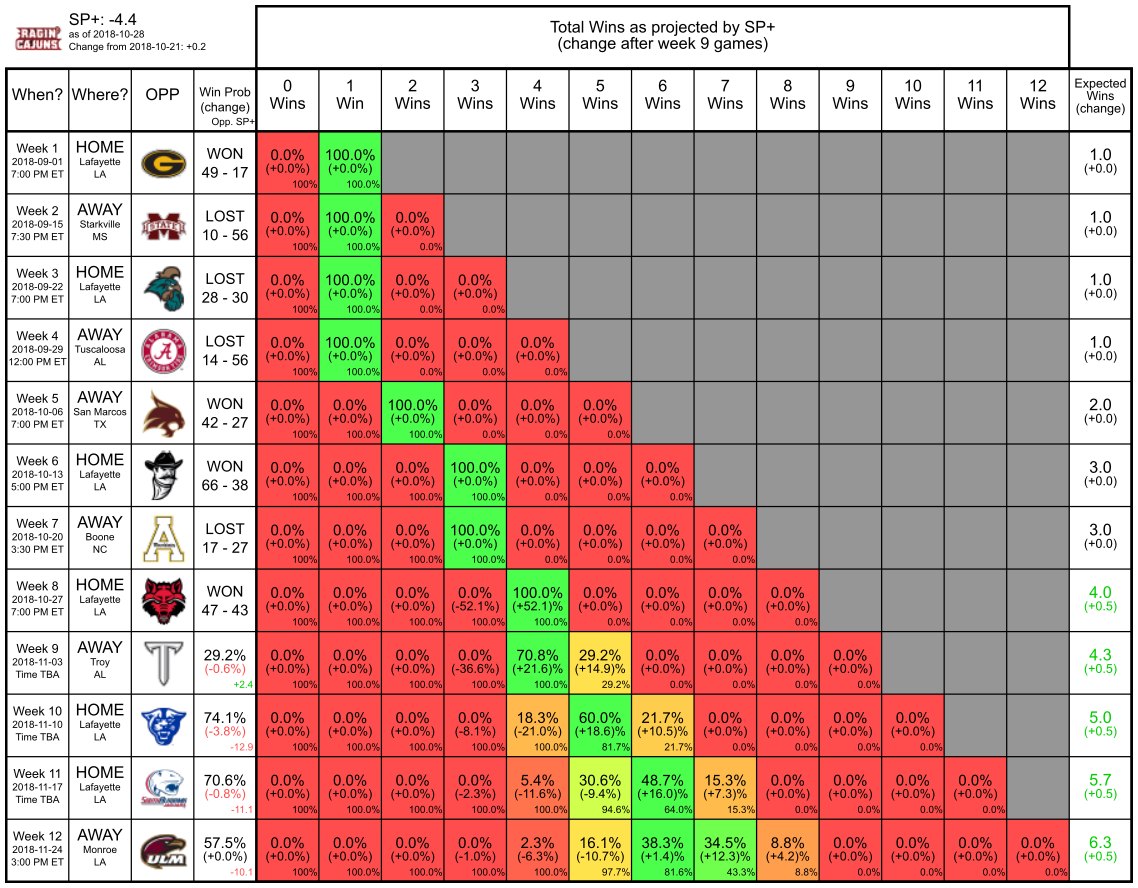 RAGIN'
CAJUNS
SP+: -4.4
as of 2018-10-28
Change from 2018-10-21: +0.2
Total Wins as projected by SP+
(change after week 9 games)
When? Where? OPP Win Prob (change) Opp. SP+ 0 Wins 1 Win 2 Wins 3 Wins 4 Wins 5 Wins 6 Wins 7 Wins 8 Wins 9 Wins 10 Wins 11 Wins 12 Wins Expected Wins (change)
Week 1 HOME G WON 0.0% 100.0% 1.0
2018-09-01 Lafayette (+0.0%) (+0.0%) (+0.0)
7:00 PM ET LA 49 - 17 100% 100.0%
Week 2 AWAY STATE LOST 0.0% 100.0% 0.0% 1.0
2018-09-15 Starkville (+0.0%) (+0.0%) (+0.0%) (+0.0)
7:30 PM ET MS 10 - 56 100% 100.0% 0.0%
Week 3 HOME LOST 0.0% 100.0% 0.0% 0.0% 1.0
2018-09-22 Lafayette (+0.0%) (+0.0%) (+0.0%) (+0.0%) (+0.0)
7:00 PM ET LA 28 - 30 100% 100.0% 0.0% 0.0%
Week 4 AWAY ALABAMA A CRIMSON TIDE LOST 0.0% 100.0% 0.0% 0.0% 0.0% 1.0
2018-09-29 Tuscaloosa (+0.0%) (+0.0%) (+0.0%) (+0.0%) (+0.0%) (+0.0)
12:00 PM ET AL 14 - 56 100% 100.0% 0.0% 0.0% 0.0%
Week 5 AWAY WON 0.0% 0.0% 100.0% 0.0% 0.0% 0.0% 2.0
2018-10-06 San Marcos (+0.0%) (+0.0%) (+0.0%) (+0.0%) (+0.0%) (+0.0%) (+0.0)
7:00 PM ET TX 42 - 27 100% 100.0% 100.0% 0.0% 0.0% 0.0%
Week 6 HOME WON 0.0% 0.0% 0.0% 100.0% 0.0% 0.0% 0.0% 3.0
2018-10-13 Lafayette (+0.0%) (+0.0%) (+0.0%) (+0.0%) (+0.0%) (+0.0%) (+0.0%) (+0.0)
5:00 PM ET LA 66 - 38 100% 100.0% 100.0% 100.0% 0.0% 0.0% 0.0%
Week 7 AWAY A LOST 0.0% 0.0% 0.0% 100.0% 0.0% 0.0% 0.0% 0.0% 3.0
2018-10-20 Boone (+0.0%) (+0.0%) (+0.0%) (+0.0%) (+0.0%) (+0.0%) (+0.0%) (+0.0%) (+0.0)
3:30 PM ET NC 17 - 27 100% 100.0% 100.0% 100.0% 0.0% 0.0% 0.0% 0.0%
Week 8 HOME WON 0.0% 0.0% 0.0% 0.0% 100.0% 0.0% 0.0% 0.0% 0.0% 4.0
2018-10-27 Lafayette (+0.0%) (+0.0%) (+0.0%) (-52.1%) (+52.1)% (+0.0%) (+0.0%) (+0.0%) (+0.0%) (+0.5)
7:00 PM ET LA 47 - 43 100% 100.0% 100.0% 100.0% 100.0% 0.0% 0.0% 0.0% 0.0%
Week 9 AWAY T 29.2% 0.0% 0.0% 0.0% 0.0% 70.8% 29.2% 0.0% 0.0% 0.0% 0.0% 4.3
2018-11-03 Troy (-0.6%) (+0.0%) (+0.0%) (+0.0%) (-36.6%) (+21.6)% (+14.9)% (+0.0%) (+0.0%) (+0.0%) (+0.0%) (+0.5)
Time TBA AL +2.4 100% 100.0% 100.0% 100.0% 100.0% 29.2% 0.0% 0.0% 0.0% 0.0%
Week 10 HOME 74.1% 0.0% 0.0% 0.0% 0.0% 18.3% 60.0% 21.7% 0.0% 0.0% 0.0% 0.0% 5.0
2018-11-10 Lafayette (-3.8%) (+0.0%) (+0.0%) (+0.0%) (-8.1%) (-21.0%) (+18.6)% (+10.5)% (+0.0%) (+0.0%) (+0.0%) (+0.0%) (+0.5)
Time TBA LA -12.9 100% 100.0% 100.0% 100.0% 100.0% 81.7% 21.7% 0.0% 0.0% 0.0% 0.0%
Week 11 HOME SOUTH ALABAMA JAGUARS 70.6% 0.0% 0.0% 0.0% 0.0% 5.4% 30.6% 48.7% 15.3% 0.0% 0.0% 0.0% 0.0% 5.7
2018-11-17 Lafayette (-0.8%) (+0.0%) (+0.0%) (+0.0%) (-2.3%) (-11.6%) (-9.4%) (+16.0)% (+7.3)% (+0.0%) (+0.0%) (+0.0%) (+0.0%) (+0.5)
Time TBA LA -11.1 100% 100.0% 100.0% 100.0% 100.0% 94.6% 64.0% 15.3% 0.0% 0.0% 0.0% 0.0%
Week 12 AWAY ULM 57.5% 0.0% 0.0% 0.0% 0.0% 2.3% 16.1% 38.3% 34.5% 8.8% 0.0% 0.0% 0.0% 0.0% 6.3
2018-11-24 Monroe (+0.0%) (+0.0%) (+0.0%) (+0.0%) (-1.0%) (-6.3%) (-10.7%) (+1.4)% (+12.3)% (+4.2)% (+0.0%) (+0.0%) (+0.0%) (+0.0%) (+0.5)
3:00 PM ET LA -10.1 100% 100.0% 100.0% 100.0% 100.0% 97.7% 81.6% 43.3% 8.8% 0.0% 0.0% 0.0% 0.0%